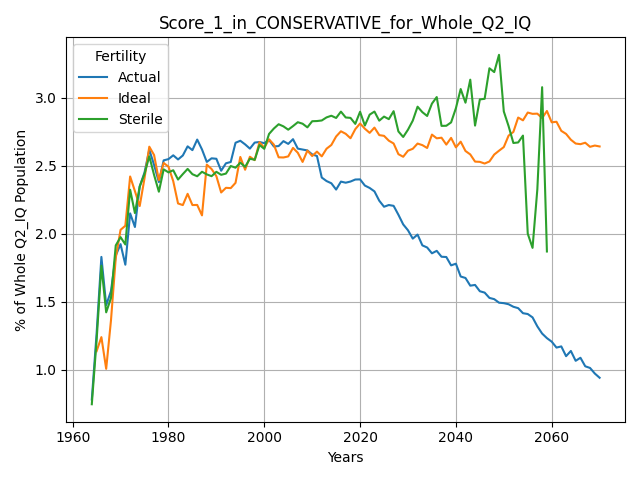 Score_1_in_CONSERVATIVE_for_Whole_Q2_IQ
Fertility
Actual
Ideal
Sterile
% of Whole Q2_IQ Population
3.0
2.5
2.0
1.5
1.0
1960
1980
2000
2020
2040
2060
Years